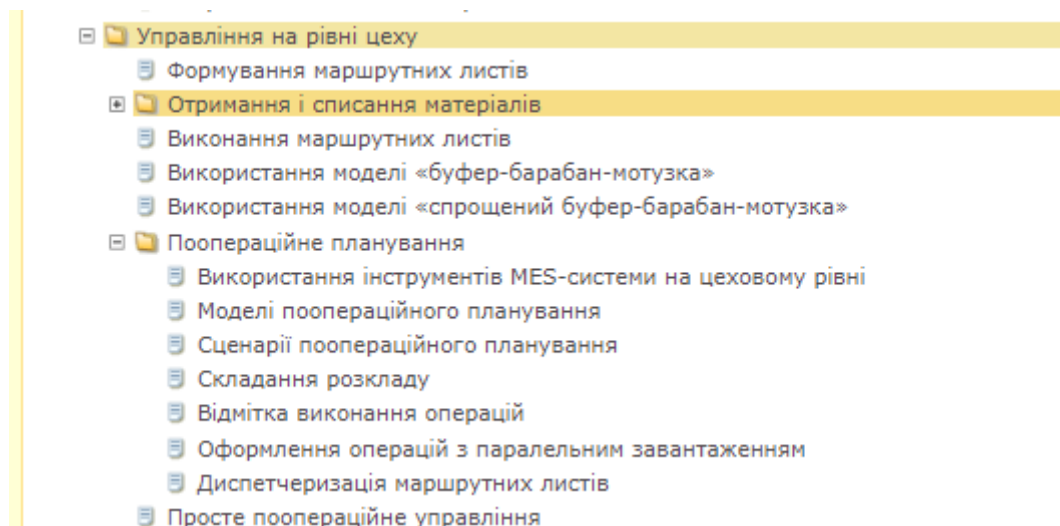 Управління на рівні цеху
Формування маршрутних листів
Отримання і списання матеріалів
Виконання маршрутних листів
Використання моделі «буфер-барабан-мотузка»
Використання моделі «спрощений буфер-барабан-мотузка»
Поопераційне планування
Використання інструментів MES-системи на цеховому рівні
Моделі поопераційного планування
Сценарії поопераційного планування
Складання розкладу
Відмітка виконання операцій
Оформлення операцій з паралельним завантаженням
Диспетчеризація маршрутних листів
Просте поопераційне управління